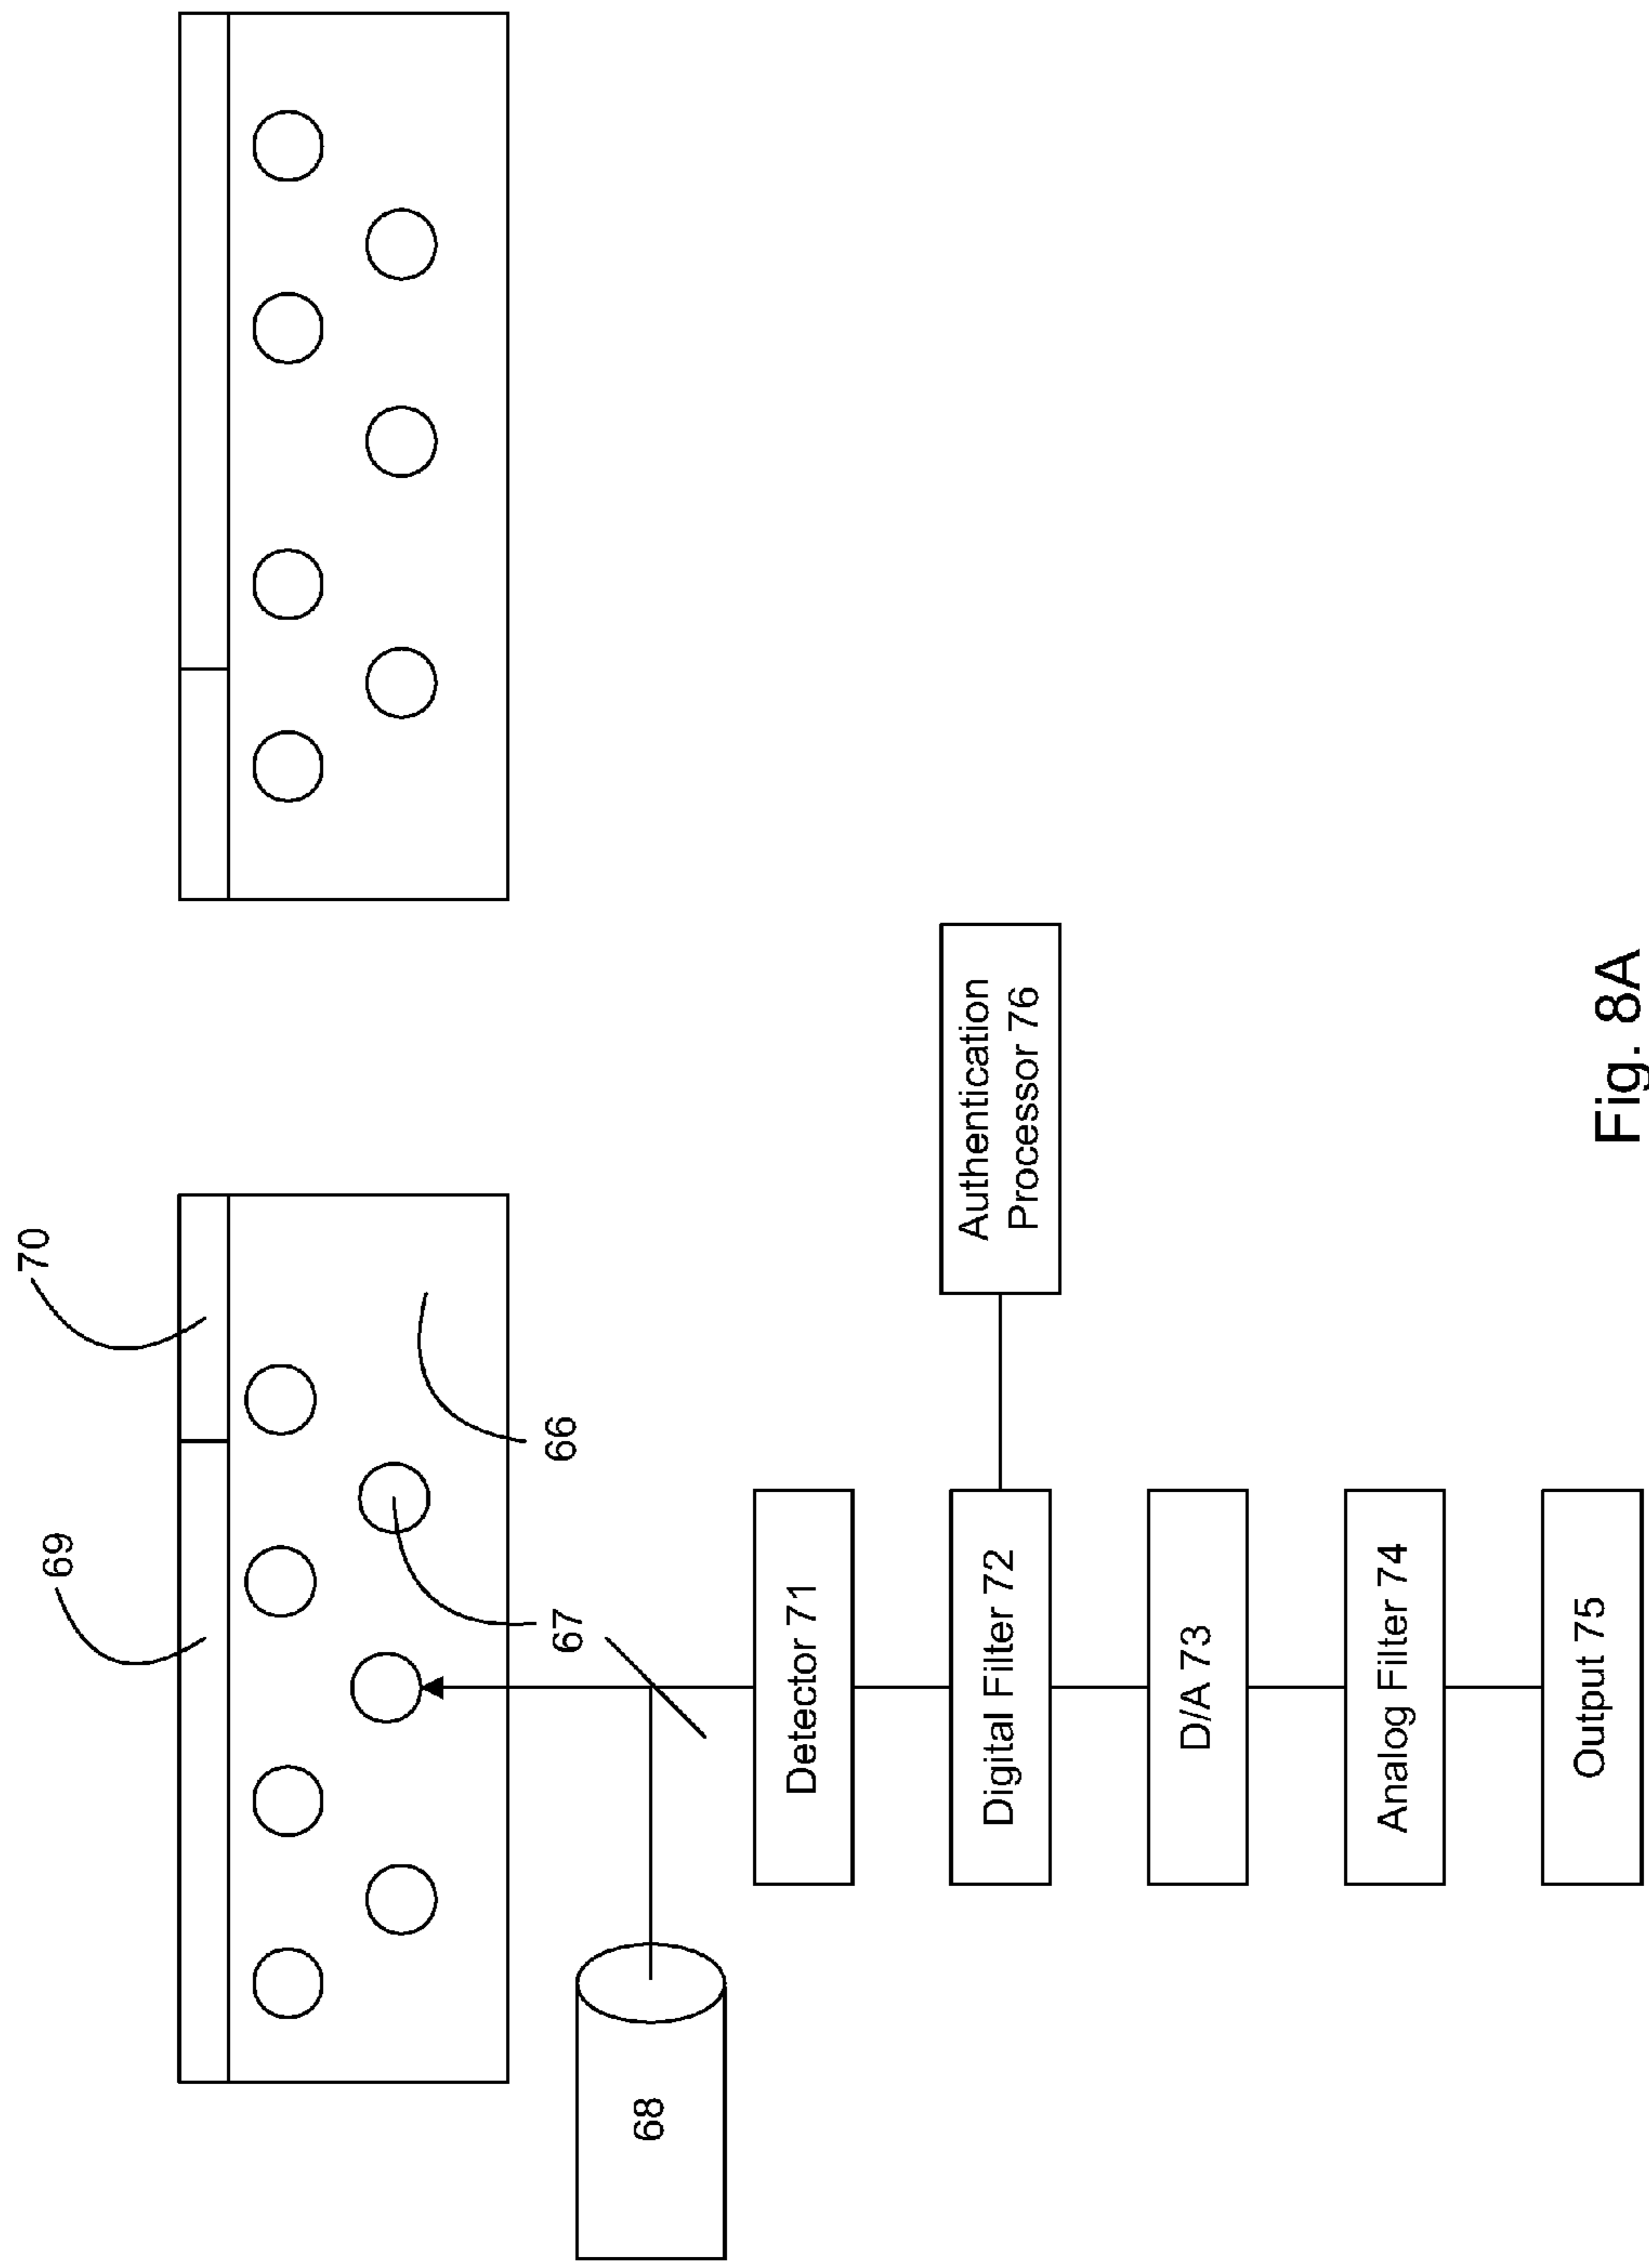 69
70
66
67
68
Detector 71
Digital Filter 72
Authentication
Processor 76
D/A 73
Analog Filter 74
Output 75
Fig. 8A